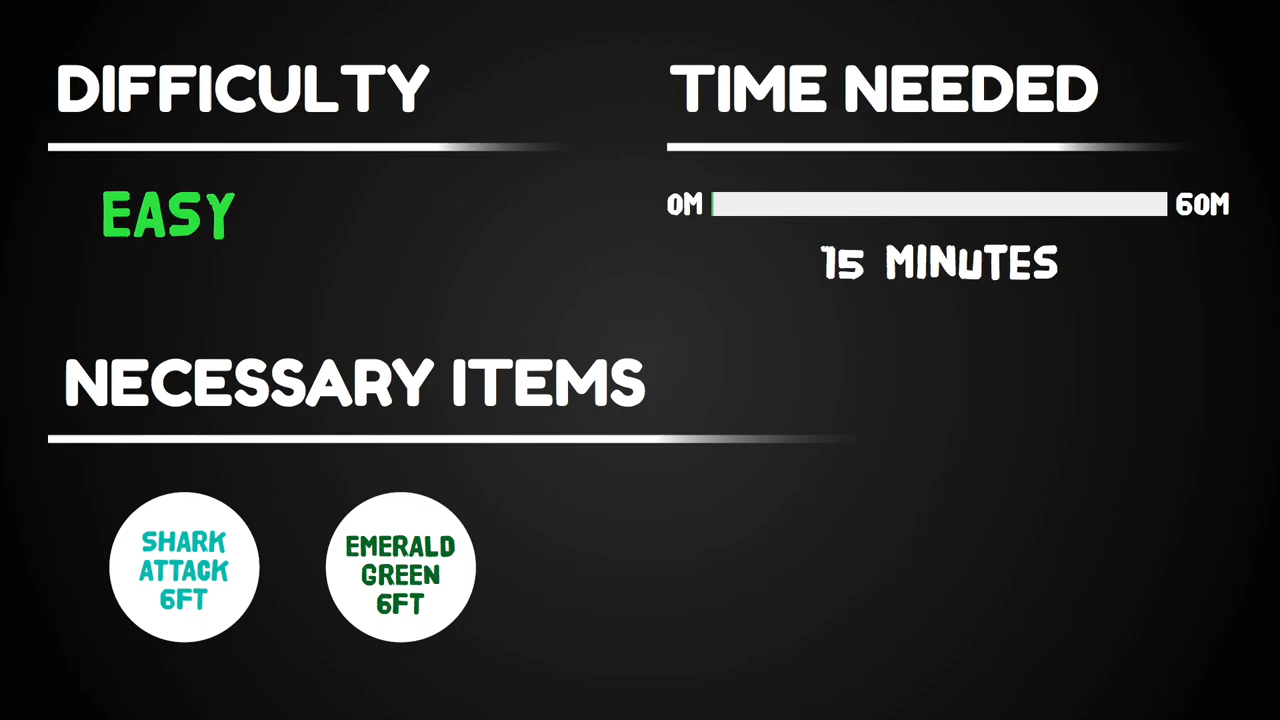 DIFFICULTY
EASY
TIME NEEDED
0M 60M
15 MINUTES
NECESSARY ITEMS
SHARK
ATTACK
6FT
EMERALD
GREEN
6FT